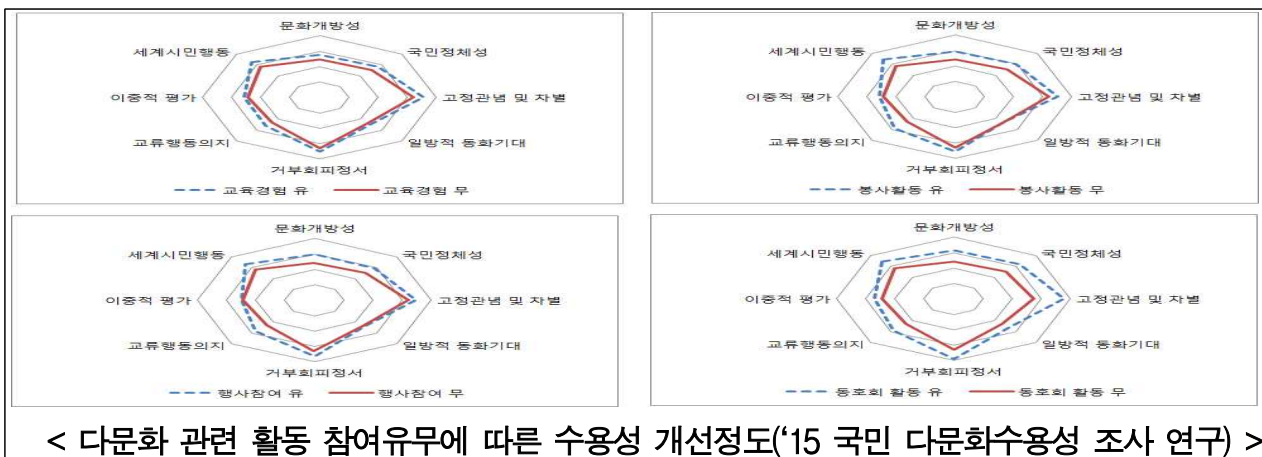 문화개방성
세계시민행동 국민정체성
이중적 평가 고정관념 및 차별
교류행동의지 일방적 동화기대
거부회피정서
교육경험 유 교육경험 무
문화개방성
세계시민행동 국민정체성
이중적 평가 고정관념 및 차별
교류행동의지 일방적 동화기대
거부회피정서
봉사활동 유 봉사활동 무
문화개방성
세계시민행동 국민정체성
이중적 평가 고정관념 및 차별
교류행동의지 일방적 동화기대
거부회피정서
행사참여 유 행사참여 무
문화개방성
세계시민행동 국민정체성
이중적 평가 고정관념 및 차별
교류행동의지 일방적 동화기대
거부회피정서
동호회 활동 유 동호회 활동 무
< 다문화 관련 활동 참여유무에 따른 수용성 개선정도(‘15 국민 다문화수용성 조사 연구) >